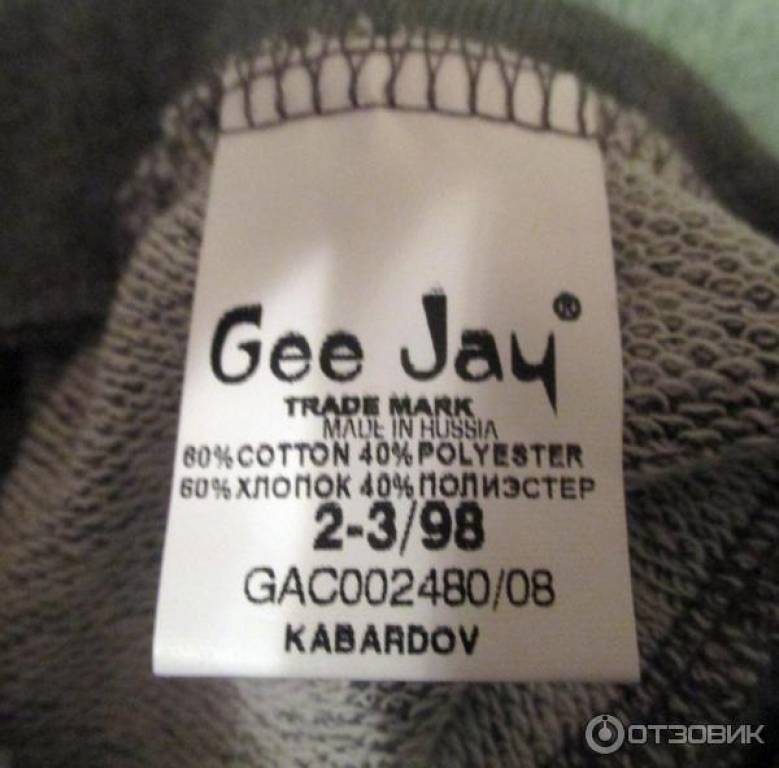 Gee Jay®
TRADE MARK
MADE IN RUSSIA
60% COTTON 40% POLYESTER
60% ХЛОПОК 40% ПОЛИЭСТЕР
2-3/98
GAC002480/08
KABARDOV
ОТЗОВИК